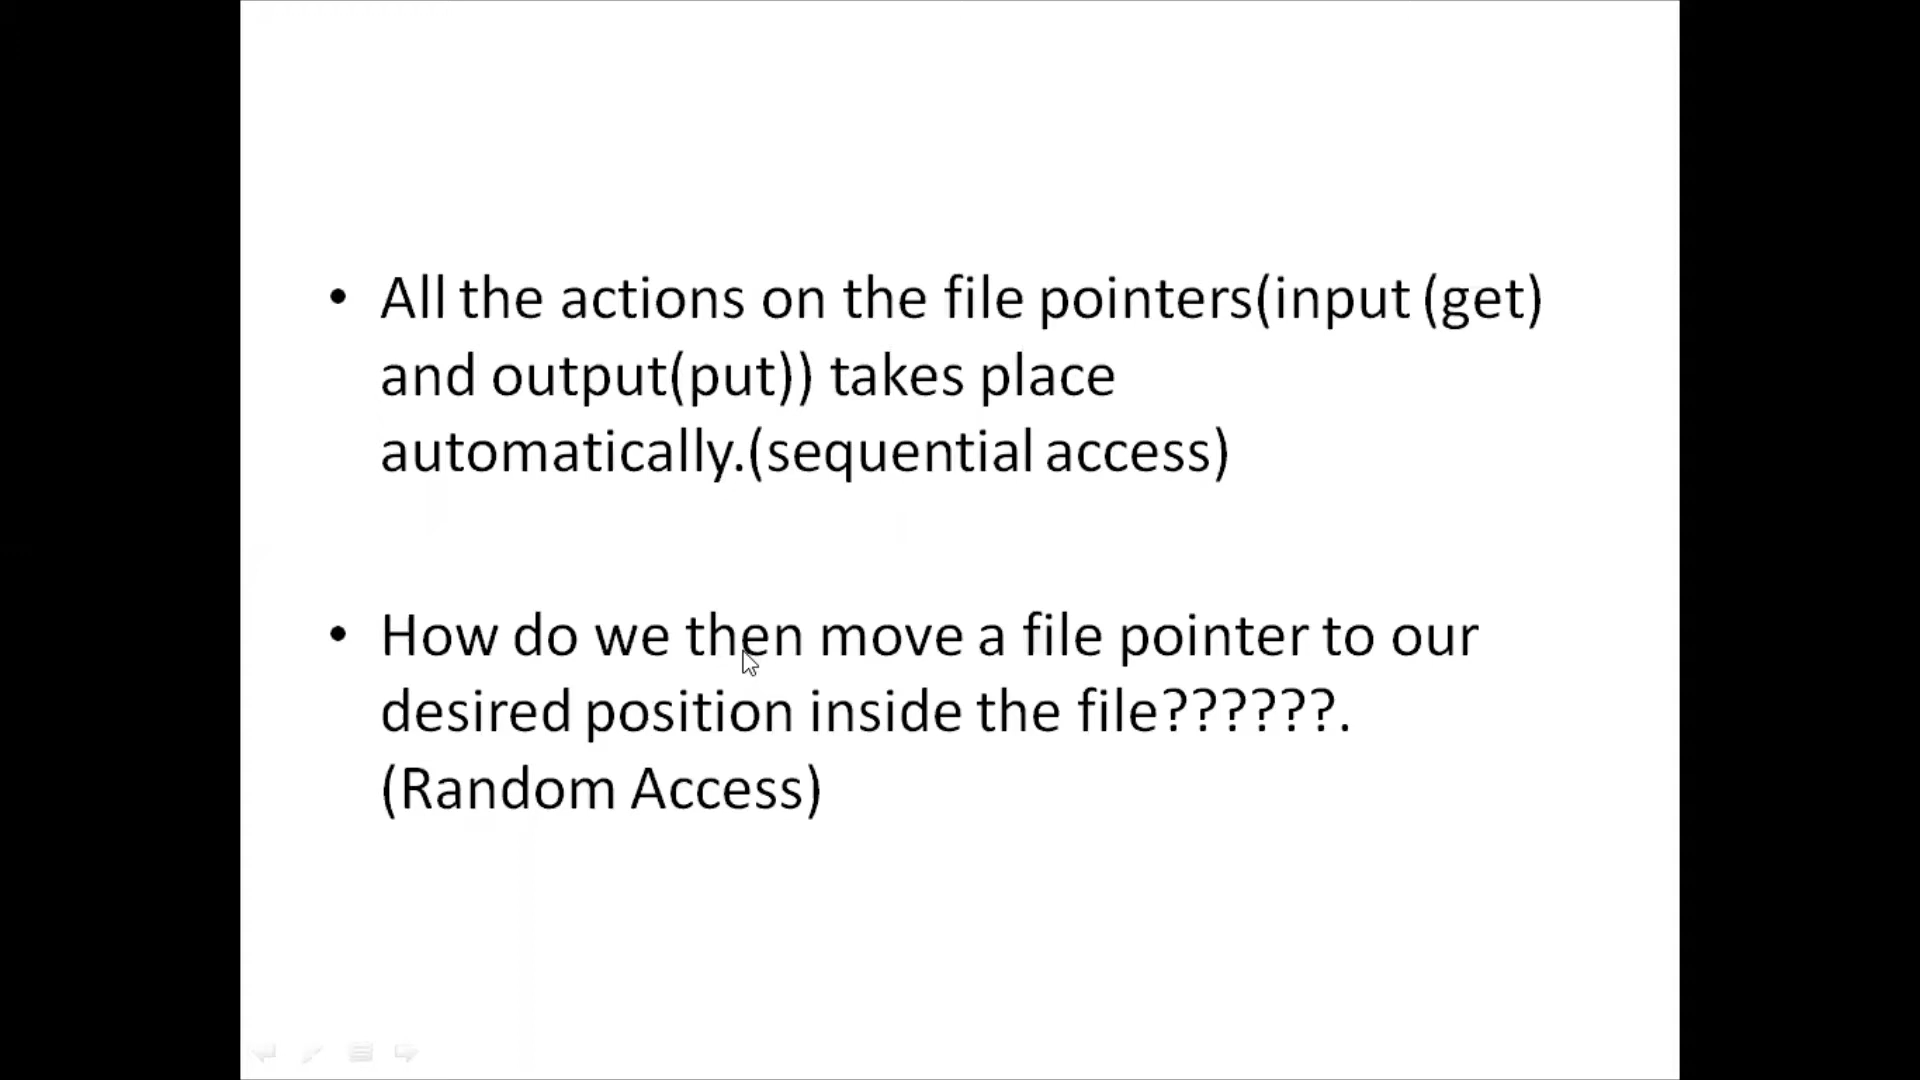 • All the actions on the file pointers(input (get)
and output(put)) takes place
automatically.(sequential access)
• How do we then move a file pointer to our
desired position inside the file??????.
(Random Access)